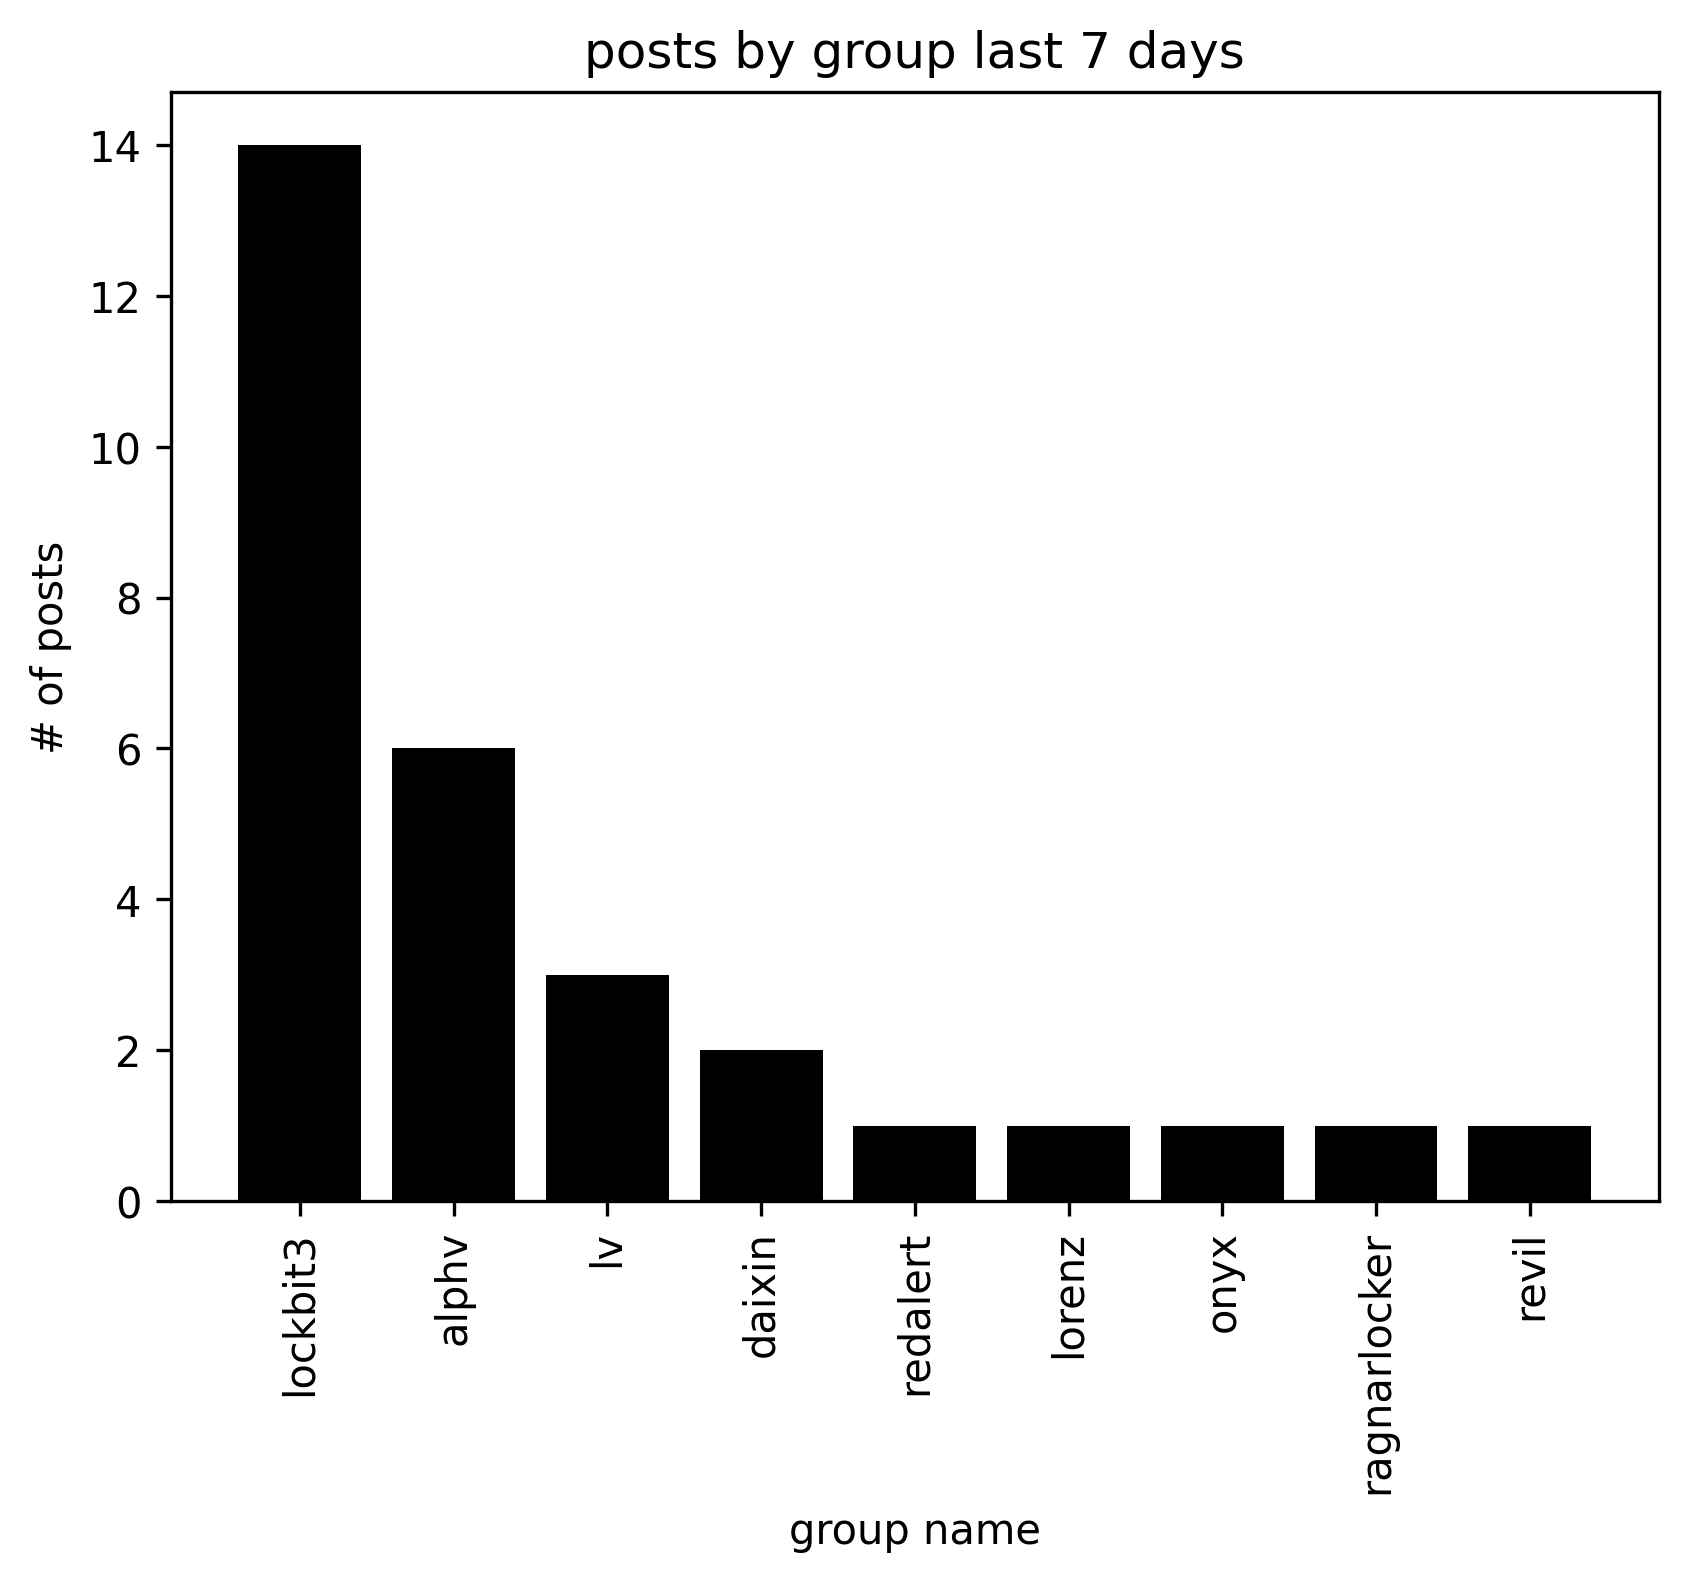 posts by group last 7 days
14
12
10
8
6
4
2
0
# of posts
lockbit3
alphv
lv
daixin
redalert
lorenz
onyx
ragnarlocker
revil
group name